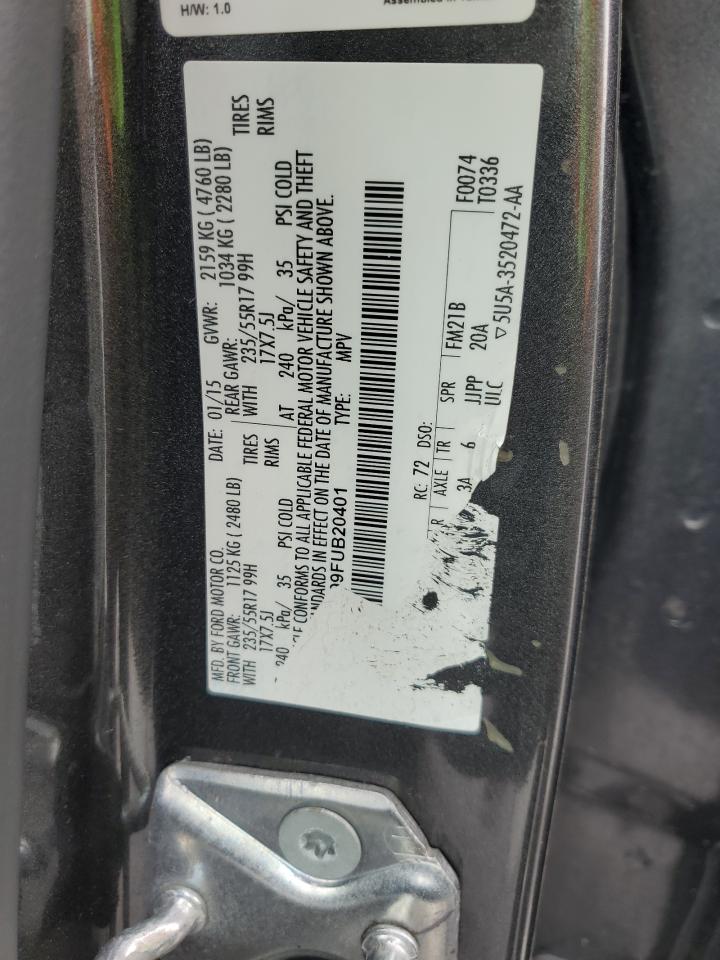 H/W: 1.0
Assembled in
MFD. BY FORD MOTOR CO.
DATE: 01/15 GVWR: 2159 KG ( 4760 LB)
FRONT GAWR: 1125 KG ( 2480 LB) REAR GAWR: 1034 KG ( 2280 LB)
WITH 235/55R17 99H TIRES WITH 235/55R17 99H TIRES
17X7.5J RIMS 17X7.5J RIMS
240 kPa/ 35 PSI COLD AT 240 kPa/ 35 PSI COLD
CONFORMS TO ALL APPLICABLE FEDERAL MOTOR VEHICLE SAFETY AND THEFT
IN EFFECT ON THE DATE OF MANUFACTURE SHOWN ABOVE.
9FUB20401 TYPE: MPV
RC: 72 DSO: F0074
R AXLE TR SPR FM21B T0336
3A 6 JJPP 20A
ULC ▽5U5A-3520472-AA